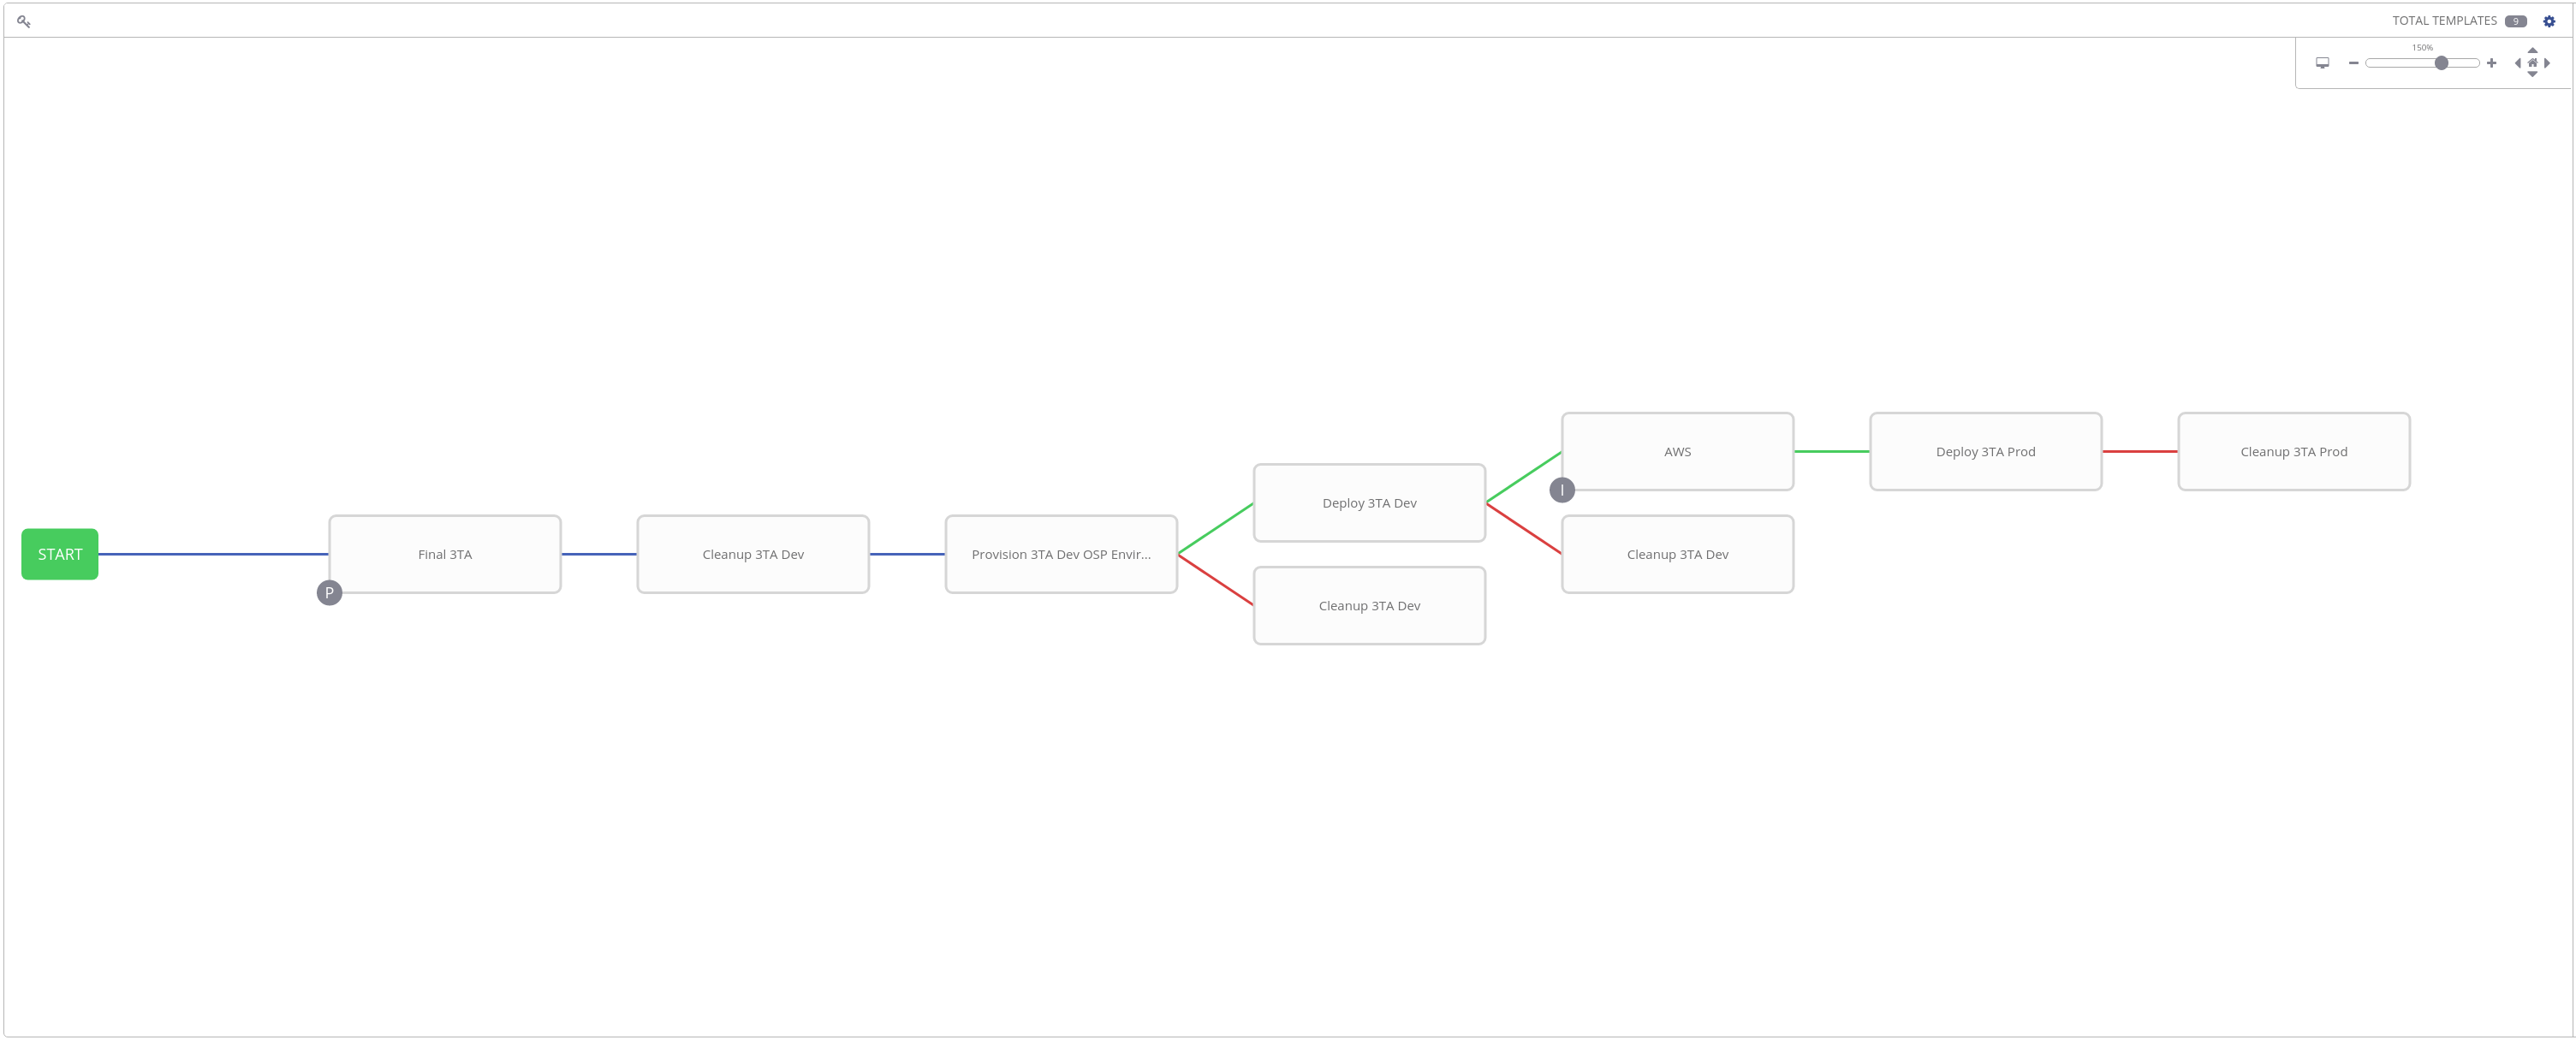 TOTAL TEMPLATES 9
150%
START
Final 3TA
P
Cleanup 3TA Dev
Provision 3TA Dev OSP Envir...
Deploy 3TA Dev
Cleanup 3TA Dev
AWS
I
Cleanup 3TA Dev
Deploy 3TA Prod
Cleanup 3TA Prod